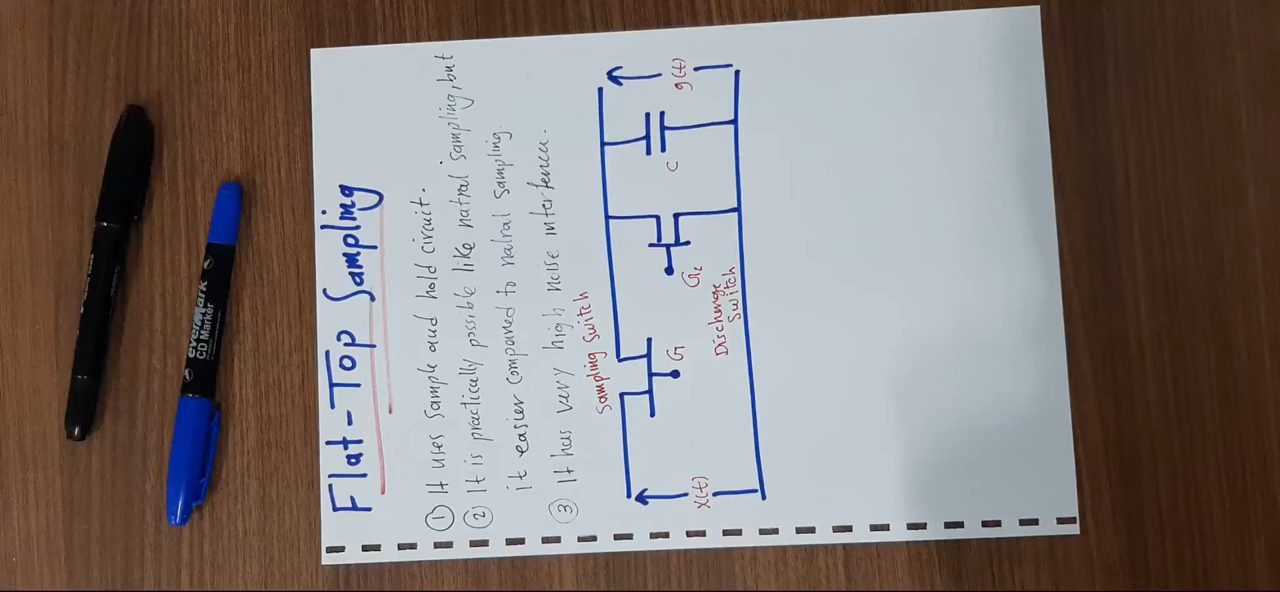 Flat-Top Sampling
① It uses sample and hold circuit.
② It is practically possible like natral sampling, but
it easier compared to natral sampling.
③ It has very high noise interfence.
Sampling Switch
G1
G2
Discharge
Switch
C
x(t)
g(t)
evermark
CD Marker